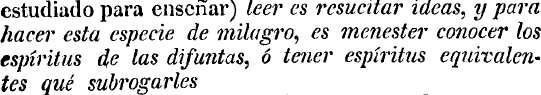 estudiado para enseñar) leer es resucitar ideas, y para
hacer esta especie de milagro, es menester conocer los
espíritus de las difuntas, ó tener espíritus equivalen-
tes qué subrogarles